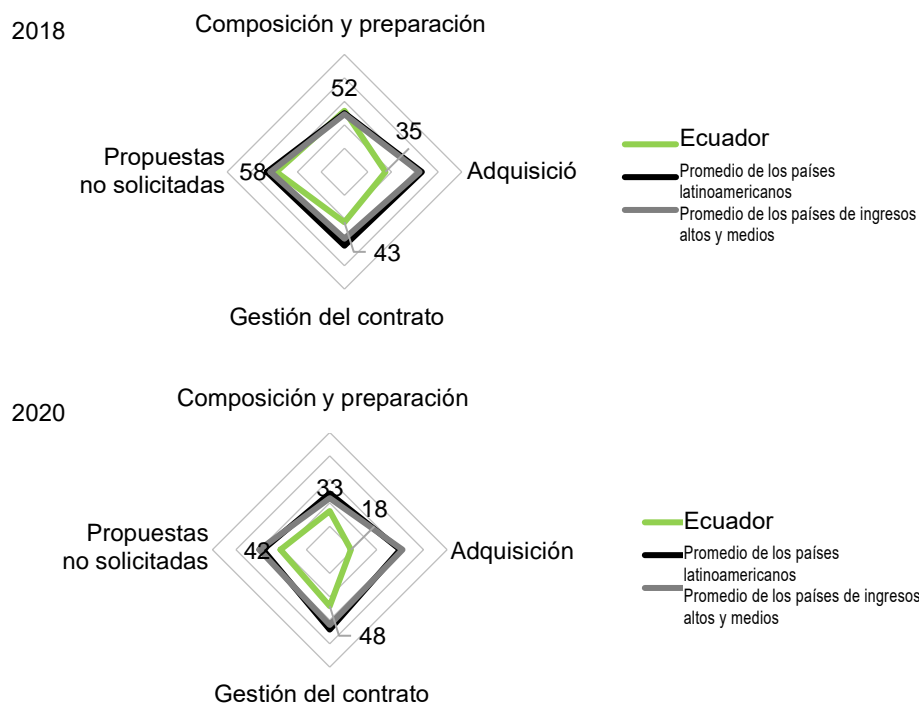 2018
Composición y preparación
52
35
Propuestas
no solicitadas
58
Adquisició
43
Gestión del contrato
Ecuador
Promedio de los países
latinoamericanos
Promedio de los países de ingresos
altos y medios
2020
Composición y preparación
33
18
Propuestas
no solicitadas
42
Adquisición
48
Gestión del contrato
Ecuador
Promedio de los países
latinoamericanos
Promedio de los países de ingresos
altos y medios